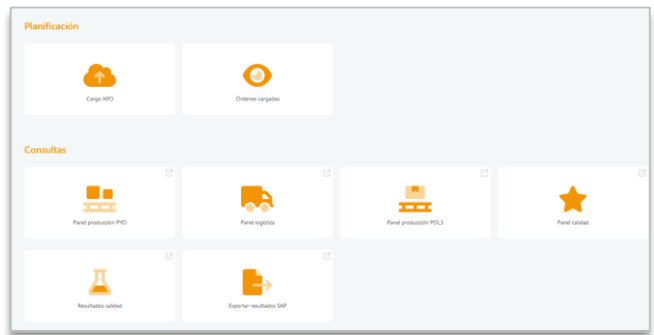 Planificación
Carga APO
Órdenes cargadas
Consultas
Panel producción PYO
Panel logística
Panel producción POL3
Panel calidad
Resultados calidad
Exportar resultados SAP